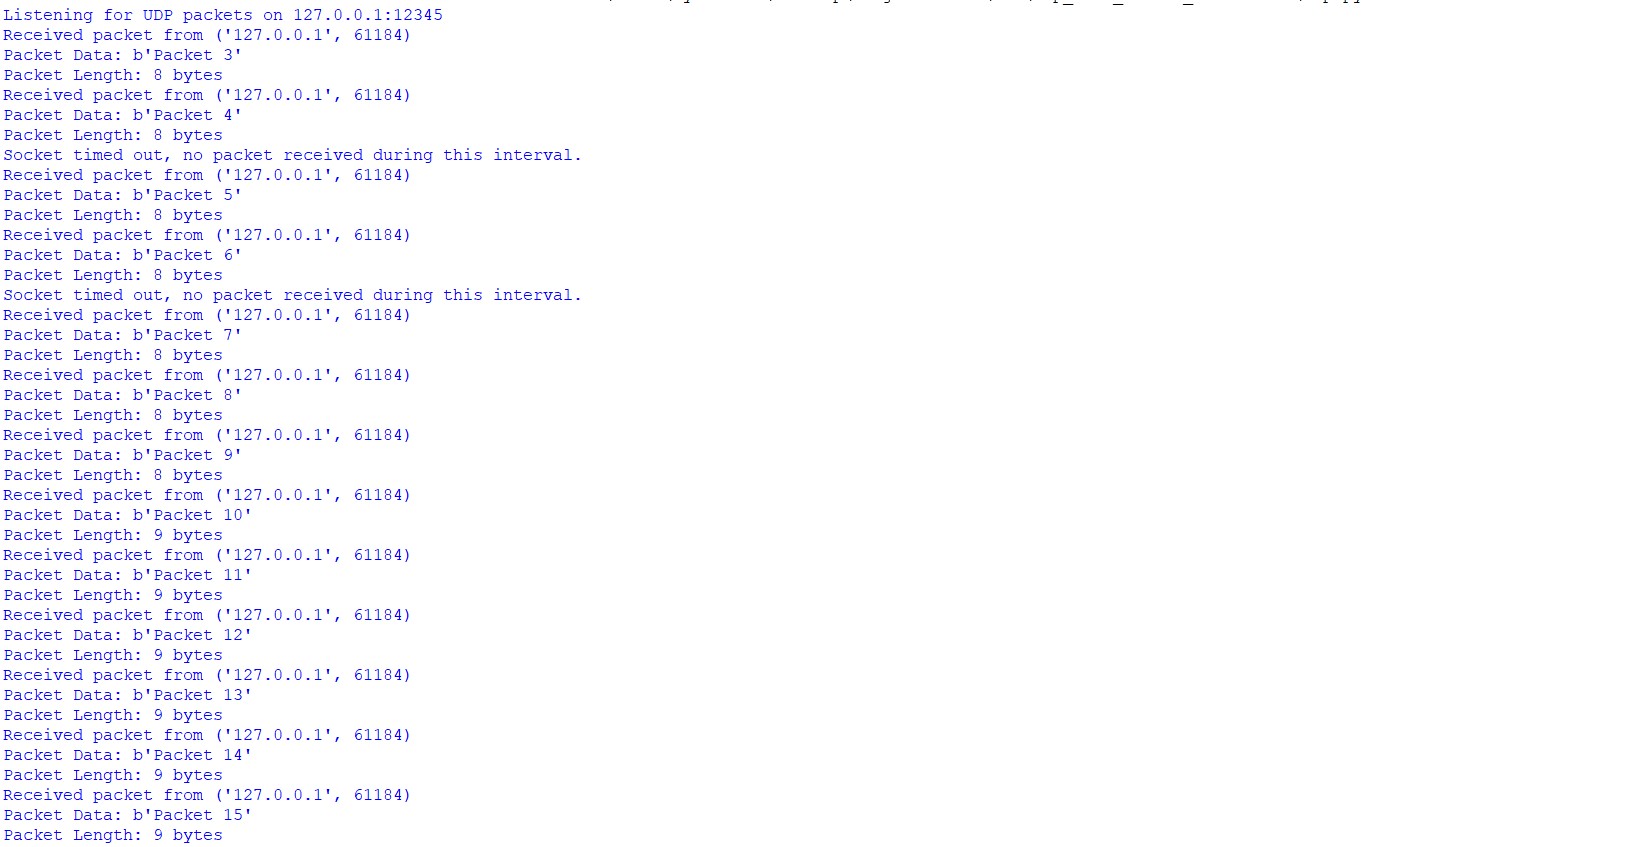 Listening for UDP packets on 127.0.0.1:12345
Received packet from ('127.0.0.1', 61184)
Packet Data: b'Packet 3'
Packet Length: 8 bytes
Received packet from ('127.0.0.1', 61184)
Packet Data: b'Packet 4'
Packet Length: 8 bytes
Socket timed out, no packet received during this interval.
Received packet from ('127.0.0.1', 61184)
Packet Data: b'Packet 5'
Packet Length: 8 bytes
Received packet from ('127.0.0.1', 61184)
Packet Data: b'Packet 6'
Packet Length: 8 bytes
Socket timed out, no packet received during this interval.
Received packet from ('127.0.0.1', 61184)
Packet Data: b'Packet 7'
Packet Length: 8 bytes
Received packet from ('127.0.0.1', 61184)
Packet Data: b'Packet 8'
Packet Length: 8 bytes
Received packet from ('127.0.0.1', 61184)
Packet Data: b'Packet 9'
Packet Length: 8 bytes
Received packet from ('127.0.0.1', 61184)
Packet Data: b'Packet 10'
Packet Length: 9 bytes
Received packet from ('127.0.0.1', 61184)
Packet Data: b'Packet 11'
Packet Length: 9 bytes
Received packet from ('127.0.0.1', 61184)
Packet Data: b'Packet 12'
Packet Length: 9 bytes
Received packet from ('127.0.0.1', 61184)
Packet Data: b'Packet 13'
Packet Length: 9 bytes
Received packet from ('127.0.0.1', 61184)
Packet Data: b'Packet 14'
Packet Length: 9 bytes
Received packet from ('127.0.0.1', 61184)
Packet Data: b'Packet 15'
Packet Length: 9 bytes